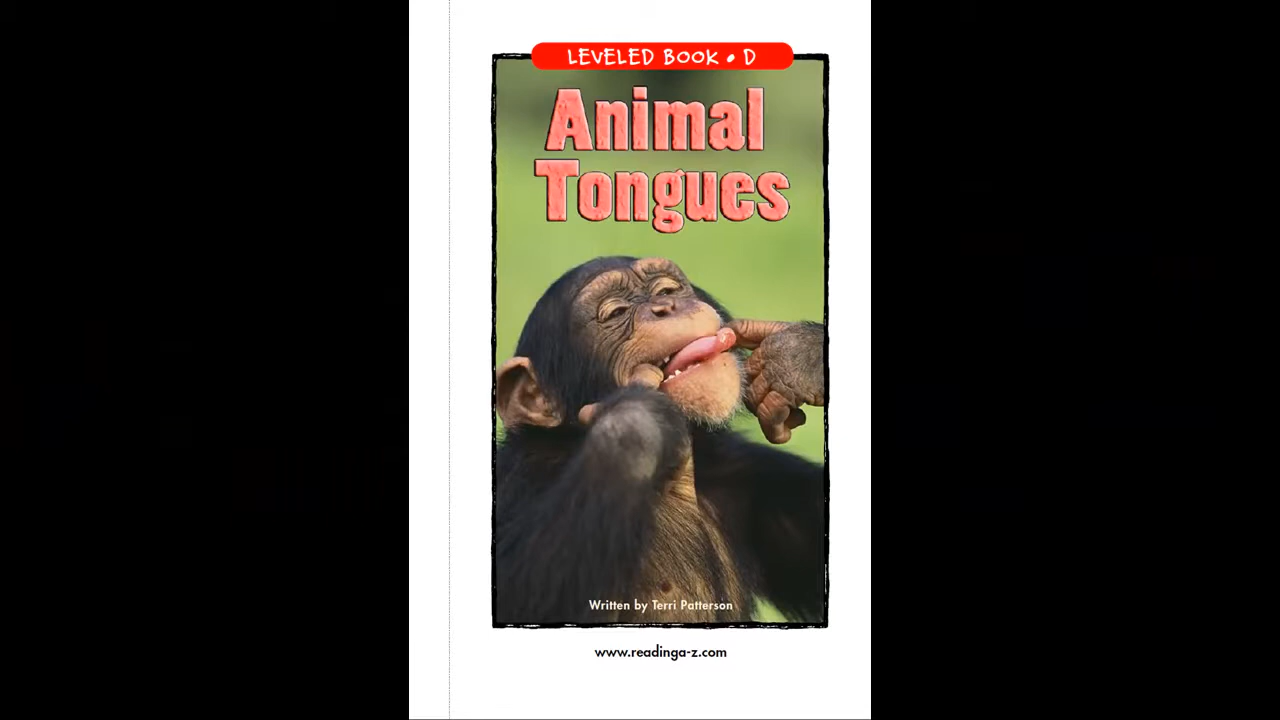 LEVELED BOOK • D
Animal
Tongues
Written by Terri Patterson
www.readinga-z.com